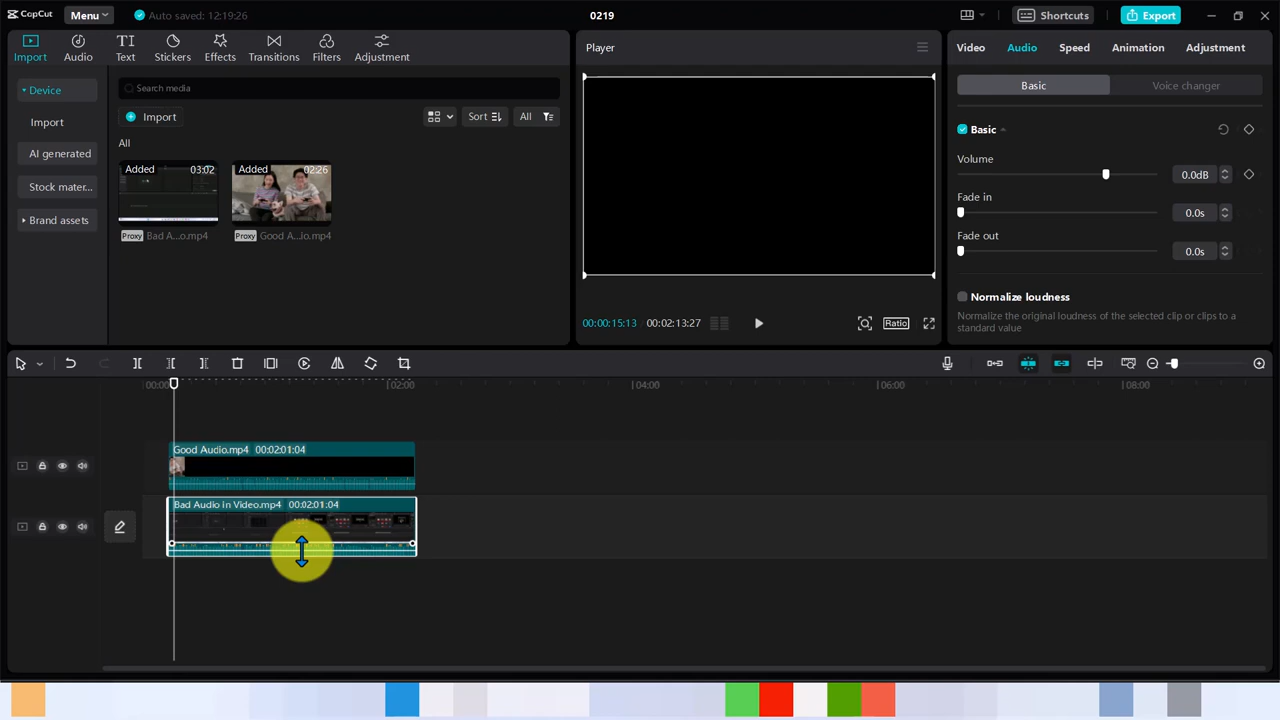 CapCut Menu Auto saved: 12:19:26 0219 Shortcuts Export
Import Audio Text Stickers Effects Transitions Filters Adjustment
Player
Video Audio Speed Animation Adjustment
Device
Import
AI generated
Stock mater...
Brand assets
Search media
Import Sort All
All
Added 03:02 Added 02:26
Proxy Bad A...o.mp4 Proxy Good A...io.mp4
00:00:15:13 00:02:13:27 Ratio
Basic Voice changer
Basic
Volume
0.0dB
Fade in
0.0s
Fade out
0.0s
Normalize loudness
Normalize the original loudness of the selected clip or clips to a
standard value
00:00 02:00 04:00 06:00 08:00
Good Audio.mp4 00:02:01:04
Bad Audio in Video.mp4 00:02:01:04